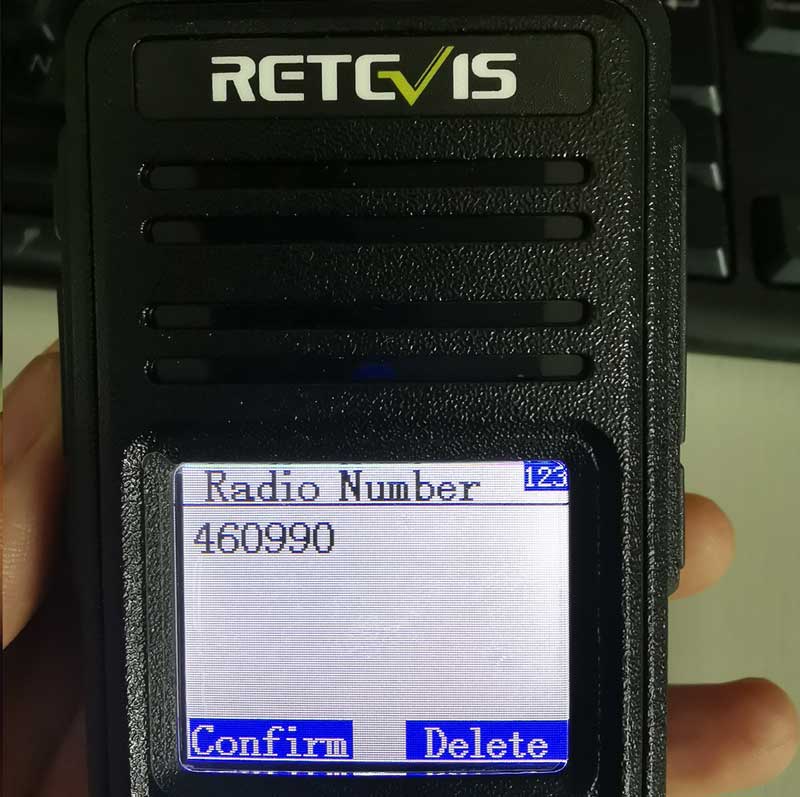 RETEVIS
Radio Number 123
460990
Confirm Delete